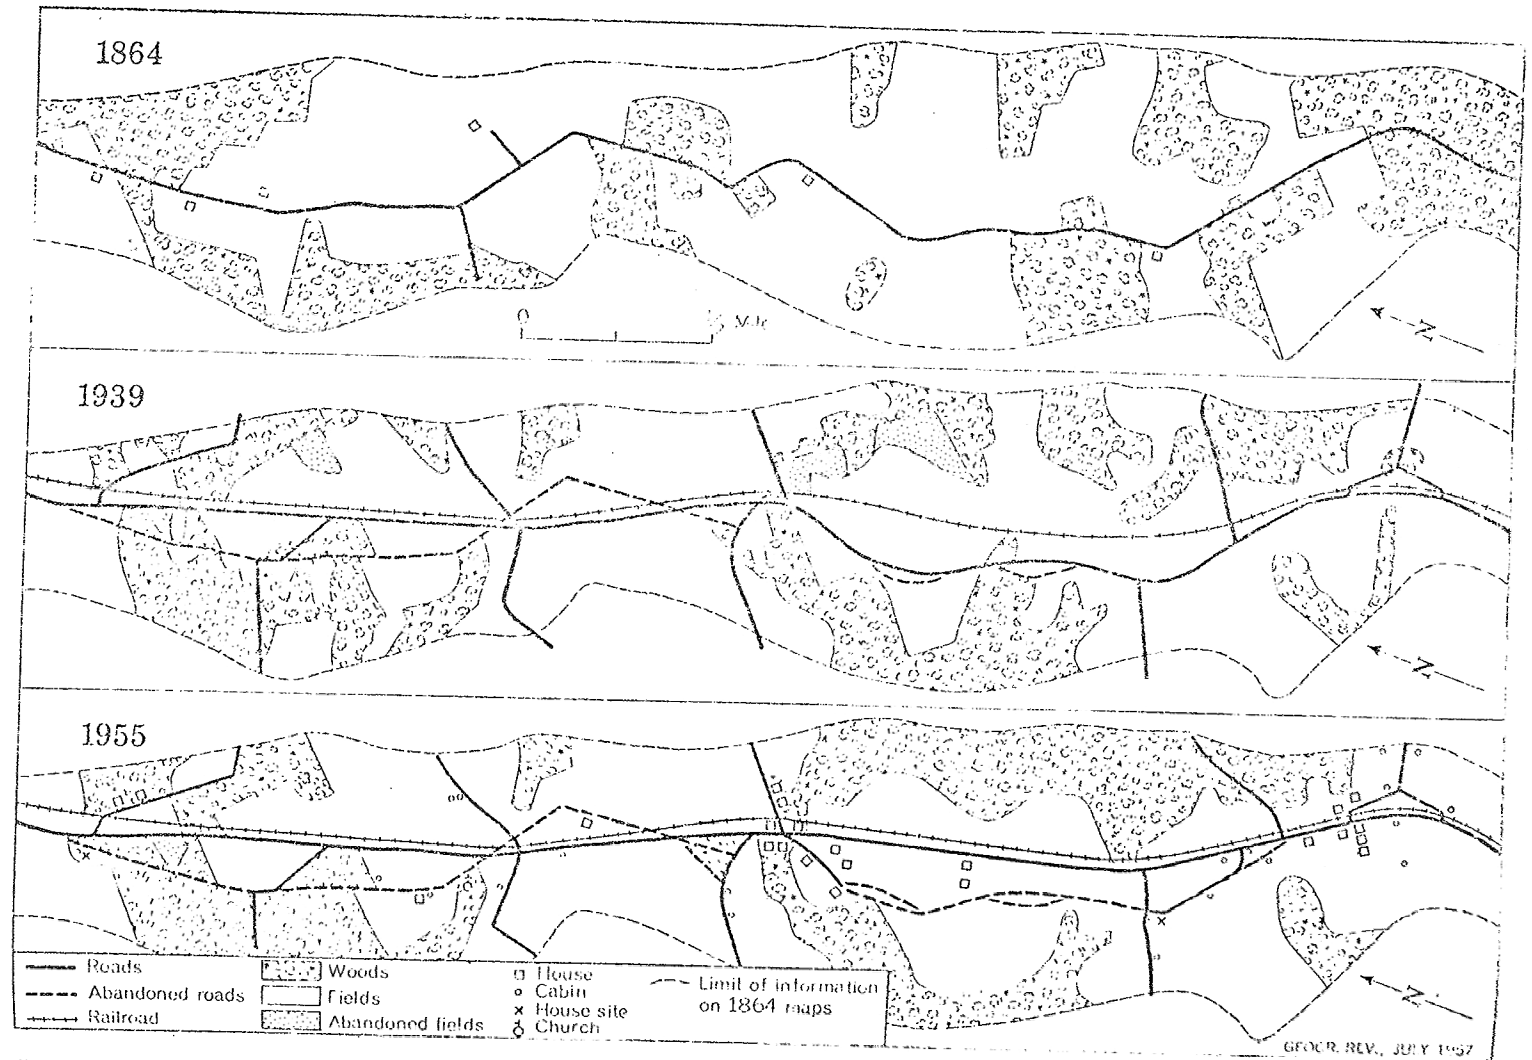 1864
0
N
1939
N
1955
N
Roads
Abandoned roads
Railroad
Woods
Fields
Abandoned fields
House
Cabin
House site
Church
Limit of information
on 1864 maps
GEOGR. REV., JULY 1957